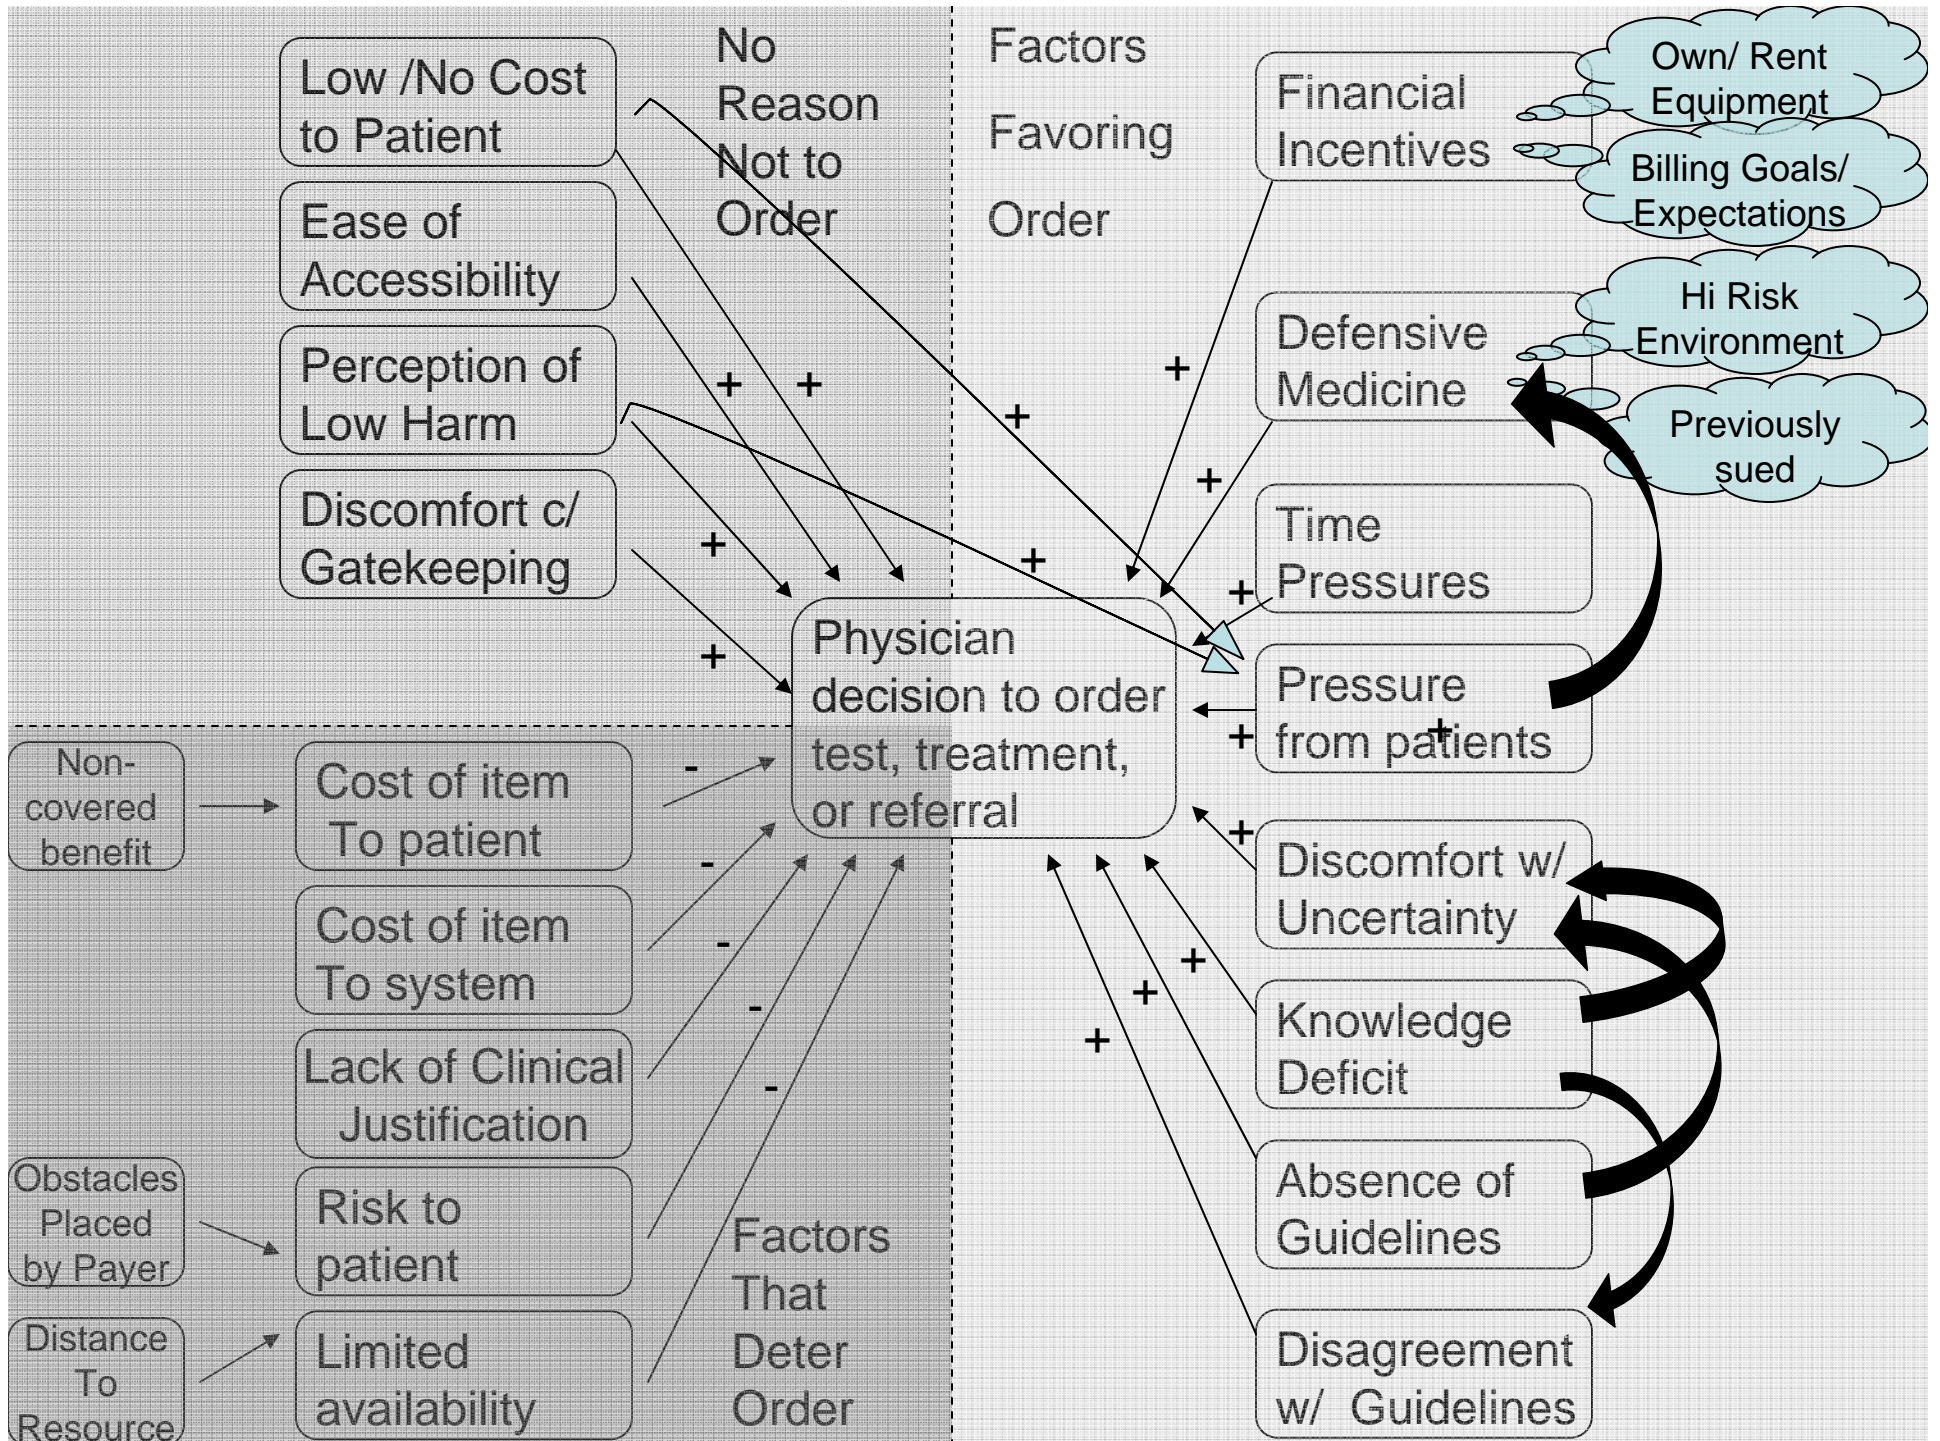 No
Reason
Not to
Order
Low /No Cost
to Patient
Ease of
Accessibility
Perception of
Low Harm
Discomfort c/
Gatekeeping
+
+
+
+
Factors
Favoring
Order
Financial
Incentives
Own/ Rent
Equipment
Billing Goals/
Expectations
Defensive
Medicine
Hi Risk
Environment
Previously
sued
Time
Pressures
Pressure
from patients
+
Discomfort w/
Uncertainty
Knowledge
Deficit
Absence of
Guidelines
Disagreement
w/ Guidelines
+
+
+
+
+
+
+
+
+
+
Physician
decision to order
test, treatment,
or referral
Non-
covered
benefit
Cost of item
To patient
Cost of item
To system
Lack of Clinical
Justification
Obstacles
Placed
by Payer
Risk to
patient
Distance
To
Resource
Limited
availability
-
-
-
-
-
Factors
That
Deter
Order